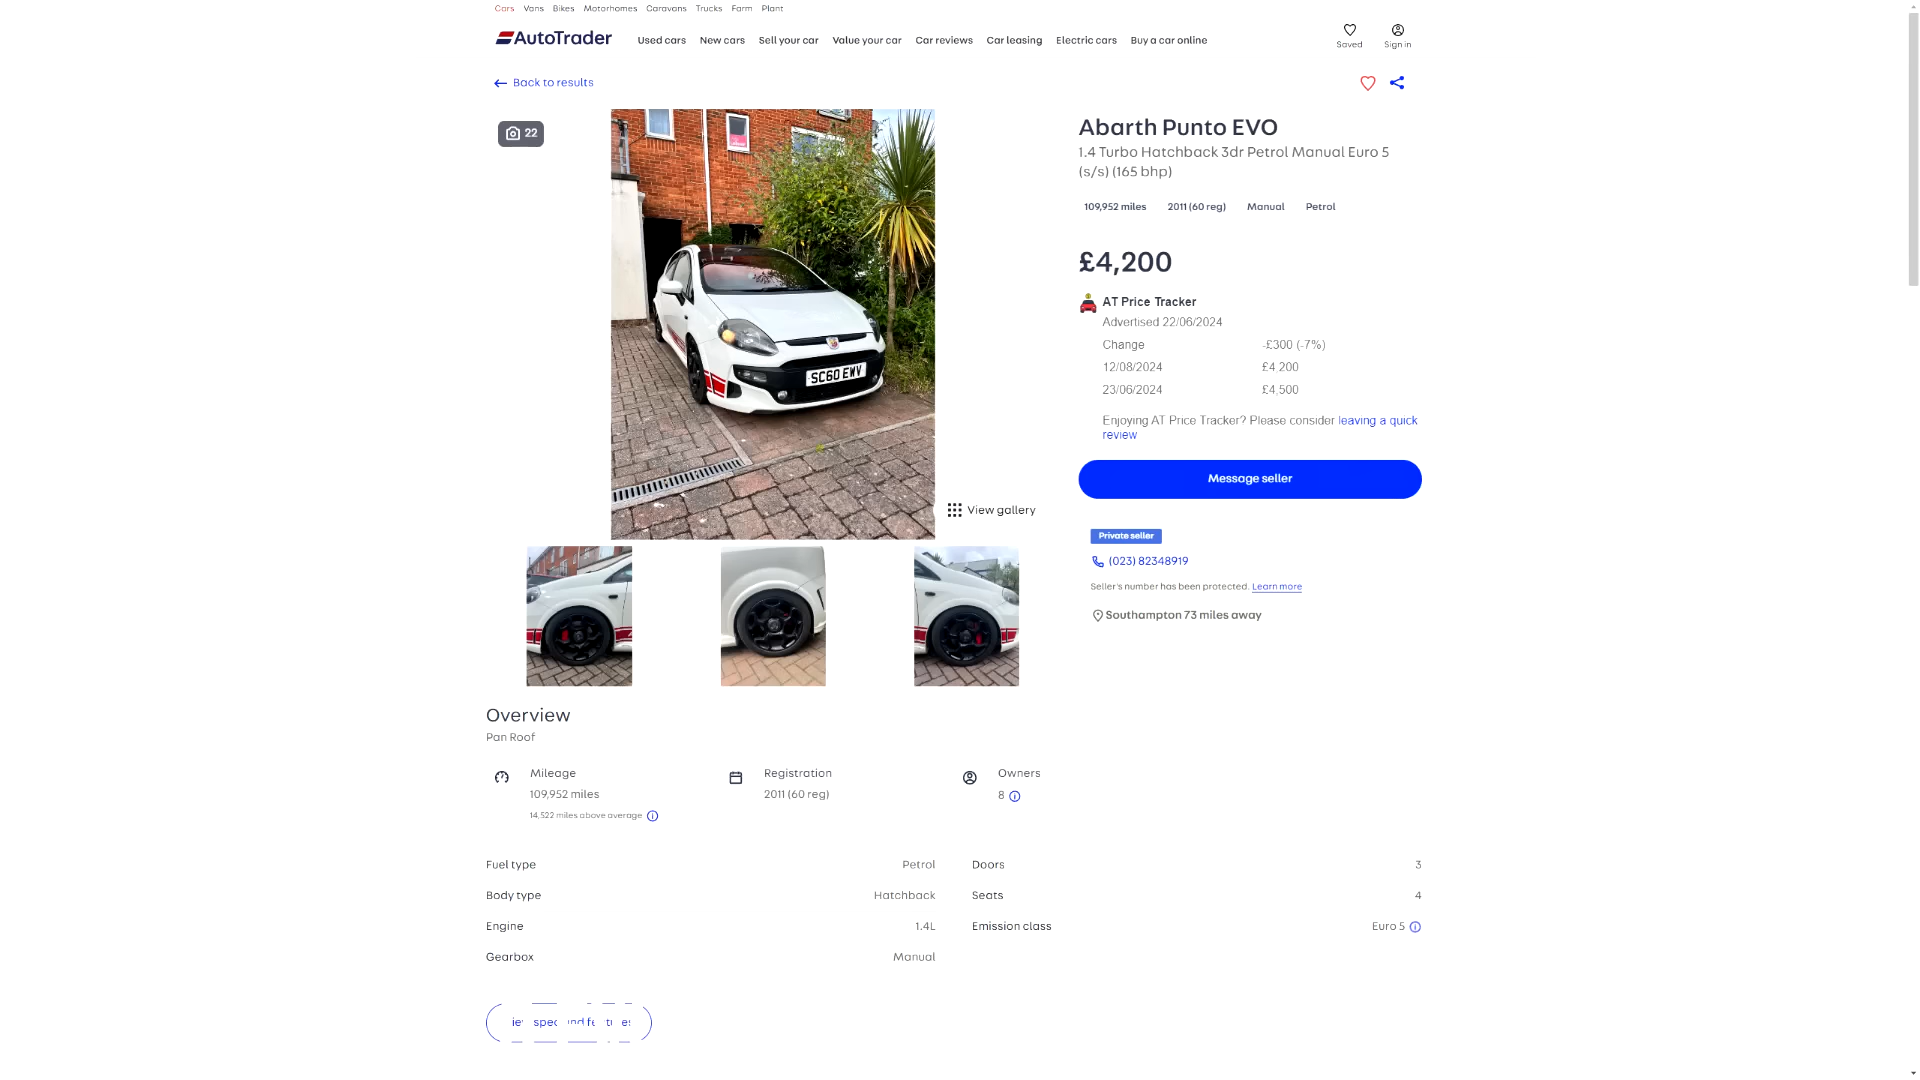 Cars Vans Bikes Motorhomes Caravans Trucks Farm Plant
AutoTrader Used cars New cars Sell your car Value your car Car reviews Car leasing Electric cars Buy a car online Saved Sign in
Back to results
22
SC60 EWV
View gallery
Abarth Punto EVO
1.4 Turbo Hatchback 3dr Petrol Manual Euro 5
(s/s) (165 bhp)
109,952 miles 2011 (60 reg) Manual Petrol
£4,200
AT Price Tracker
Advertised 22/06/2024
Change -£300 (-7%)
12/08/2024 £4,200
23/06/2024 £4,500
Enjoying AT Price Tracker? Please consider leaving a quick
review
Message seller
Private seller
(023) 82348919
Seller's number has been protected. Learn more
Southampton 73 miles away
Overview
Pan Roof
Mileage Registration Owners
109,952 miles 2011 (60 reg) 8
14,522 miles above average
Fuel type Petrol Doors 3
Body type Hatchback Seats 4
Engine 1.4L Emission class Euro 5
Gearbox Manual